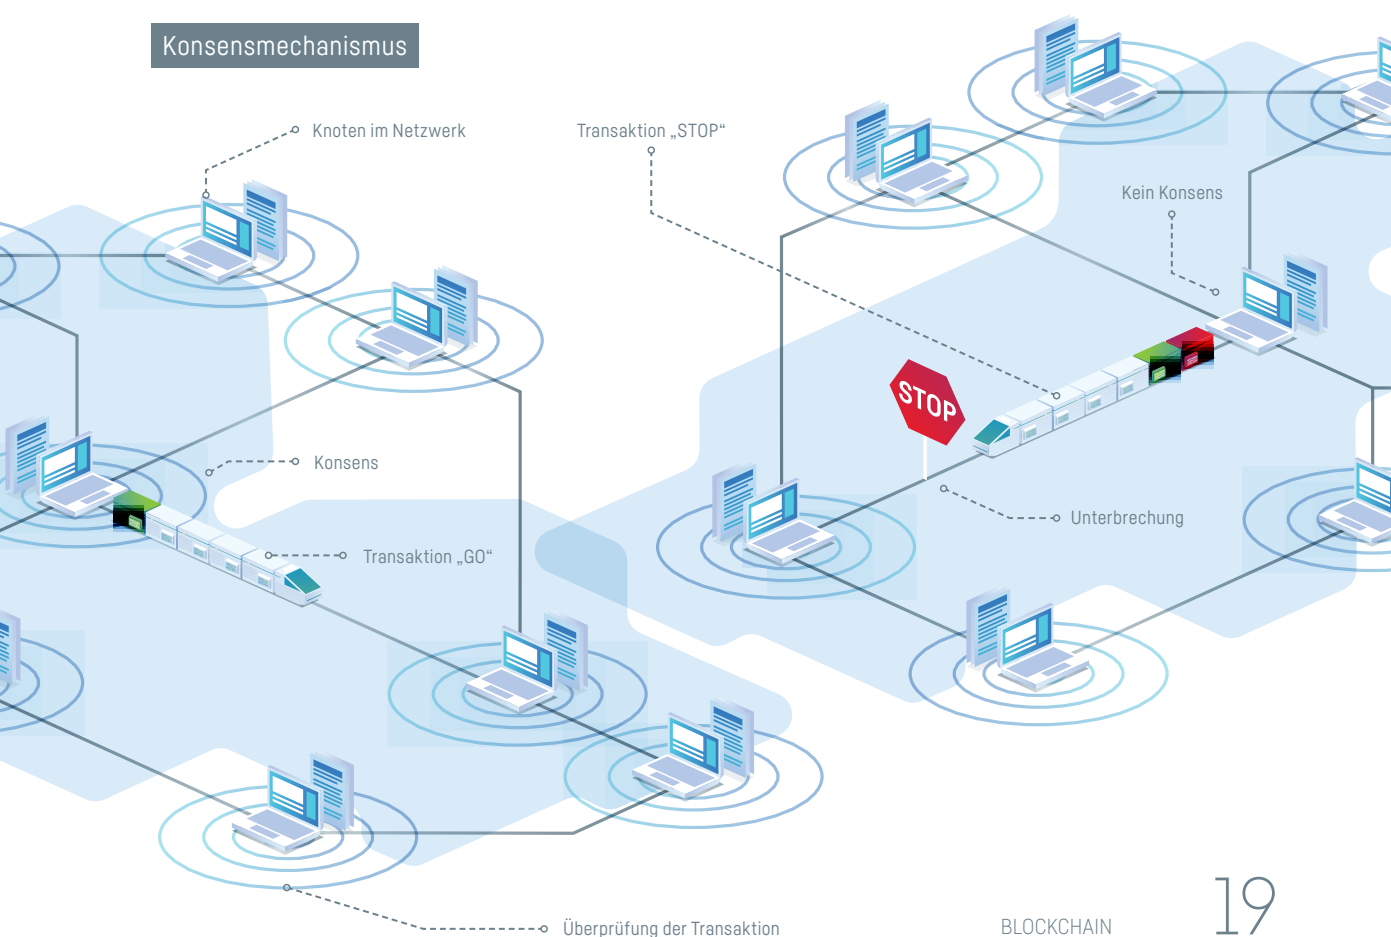 Konsensmechanismus
Knoten im Netzwerk
Transaktion „STOP“
Kein Konsens
STOP
Konsens
Unterbrechung
Transaktion „GO“
Überprüfung der Transaktion
BLOCKCHAIN
19